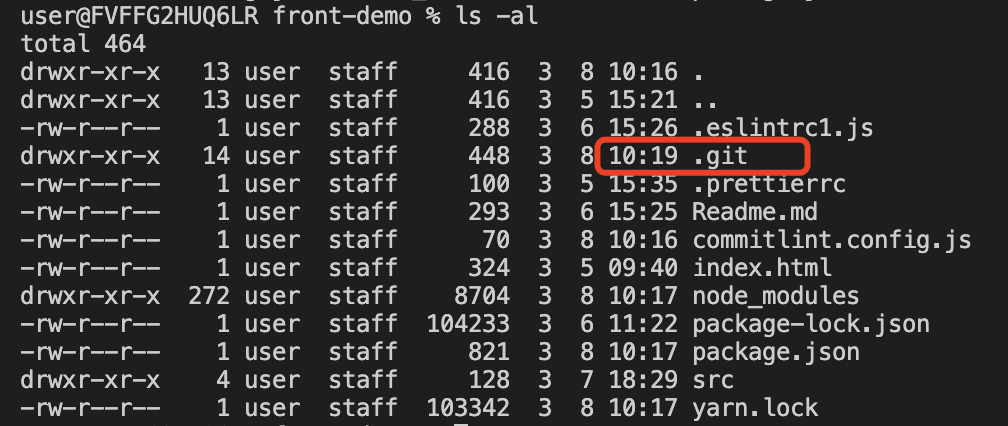 user@FVFFG2HUQ6LR front-demo % ls -al
total 464
drwxr-xr-x   13 user  staff     416  3  8 10:16 .
drwxr-xr-x   13 user  staff     416  3  5 15:21 ..
-rw-r--r--    1 user  staff     288  3  6 15:26 .eslintrc1.js
drwxr-xr-x   14 user  staff     448  3  8 10:19 .git
-rw-r--r--    1 user  staff     100  3  5 15:35 .prettierrc
-rw-r--r--    1 user  staff     293  3  6 15:25 Readme.md
-rw-r--r--    1 user  staff      70  3  8 10:16 commitlint.config.js
-rw-r--r--    1 user  staff     324  3  5 09:40 index.html
drwxr-xr-x  272 user  staff    8704  3  8 10:17 node_modules
-rw-r--r--    1 user  staff  104233  3  6 11:22 package-lock.json
-rw-r--r--    1 user  staff     821  3  8 10:17 package.json
drwxr-xr-x    4 user  staff     128  3  7 18:29 src
-rw-r--r--    1 user  staff  103342  3  8 10:17 yarn.lock